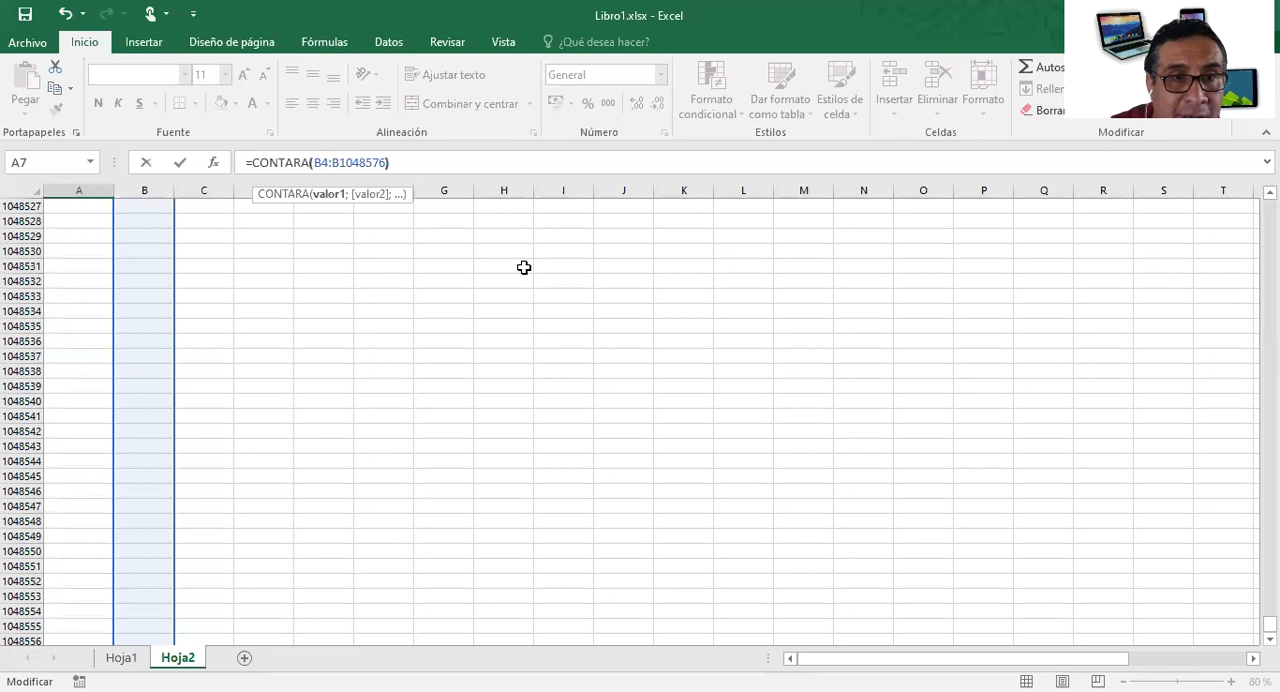 Libro1.xlsx - Excel
Archivo Inicio Insertar Diseño de página Fórmulas Datos Revisar Vista ¿Qué desea hacer?
Pegar
Portapapeles
11
N K S
Fuente
Ajustar texto
Combinar y centrar
Alineación
General
% 000
Número
Formato condicional
Dar formato como tabla
Estilos de celda
Estilos
Insertar Eliminar Formato
Celdas
Σ Autos
Reller
Borra
Modificar
A7 =CONTARA(B4:B1048576)
CONTARA(valor1; [valor2]; ...)
A B C G H I J K L M N O P Q R S T
1048527
1048528
1048529
1048530
1048531
1048532
1048533
1048534
1048535
1048536
1048537
1048538
1048539
1048540
1048541
1048542
1048543
1048544
1048545
1048546
1048547
1048548
1048549
1048550
1048551
1048552
1048553
1048554
1048555
1048556
Hoja1 Hoja2
Modificar 80 %